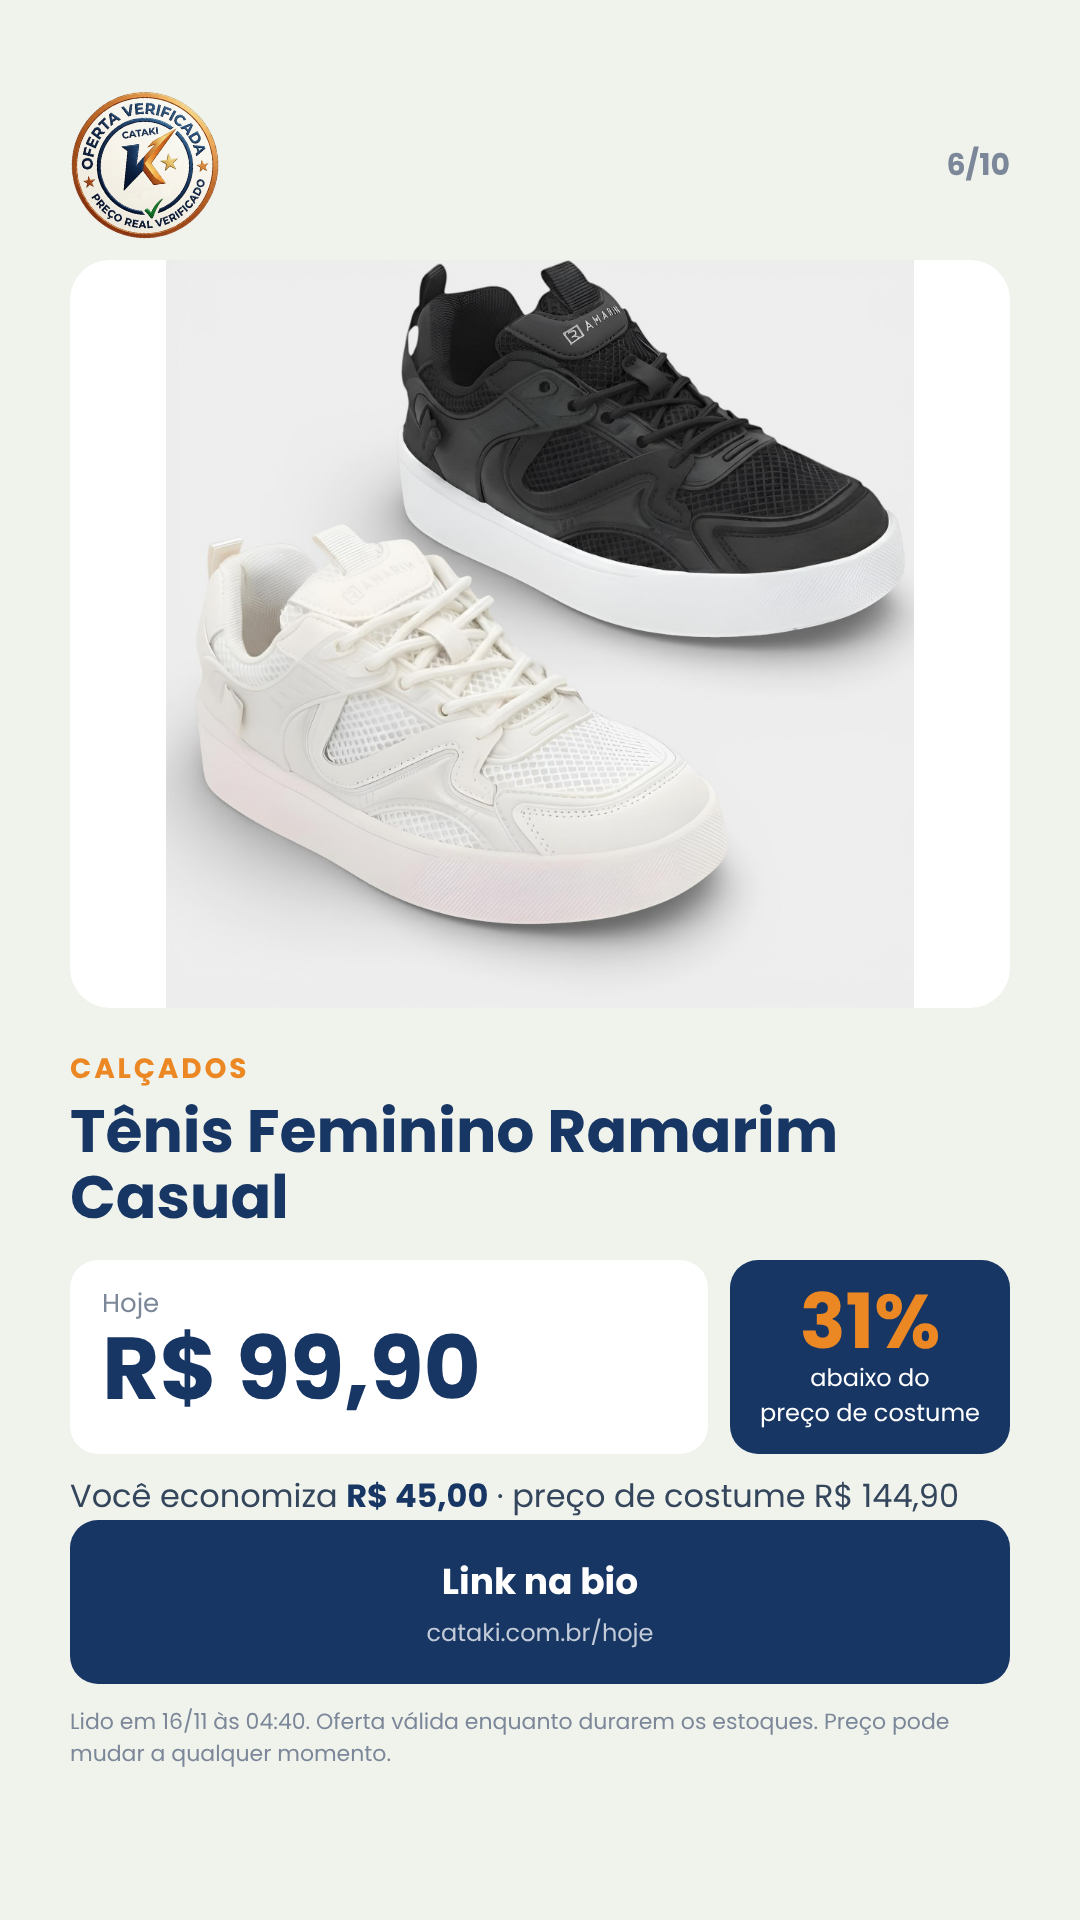 OFERTA VERIFICADA
CATAKI
PREÇO REAL VERIFICADO
6/10
RAMARIN
RAMARIN
CALÇADOS
Tênis Feminino Ramarim
Casual
Hoje
R$ 99,90
31%
abaixo do
preço de costume
Você economiza R$ 45,00 · preço de costume R$ 144,90
Link na bio
cataki.com.br/hoje
Lido em 16/11 às 04:40. Oferta válida enquanto durarem os estoques. Preço pode
mudar a qualquer momento.